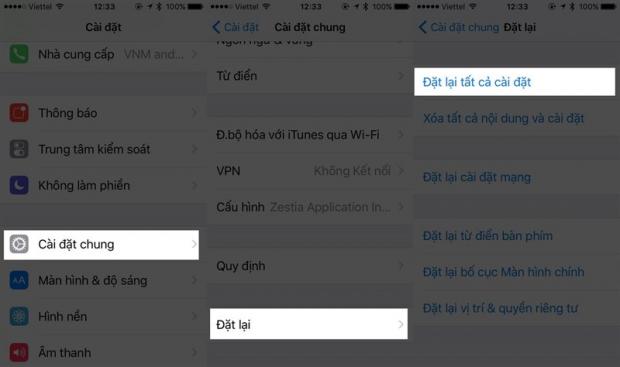 Viettel 12:33 100%
Cài đặt
Nhà cung cấp VNM and...
Thông báo
Trung tâm kiểm soát
Không làm phiền
Cài đặt chung
Màn hình & độ sáng
Hình nền
Âm thanh
Viettel 12:33 100%
Cài đặt Cài đặt chung
Ngôn ngữ & vùng
Từ điển
Đ.bộ hóa với iTunes qua Wi-Fi
VPN Không Kết nối
Cấu hình Zestia Application In...
Quy định
Đặt lại
Viettel 12:33 100%
Cài đặt chung Đặt lại
Đặt lại tất cả cài đặt
Xóa tất cả nội dung và cài đặt
Đặt lại cài đặt mạng
Đặt lại từ điển bàn phím
Đặt lại bố cục Màn hình chính
Đặt lại vị trí & quyền riêng tư